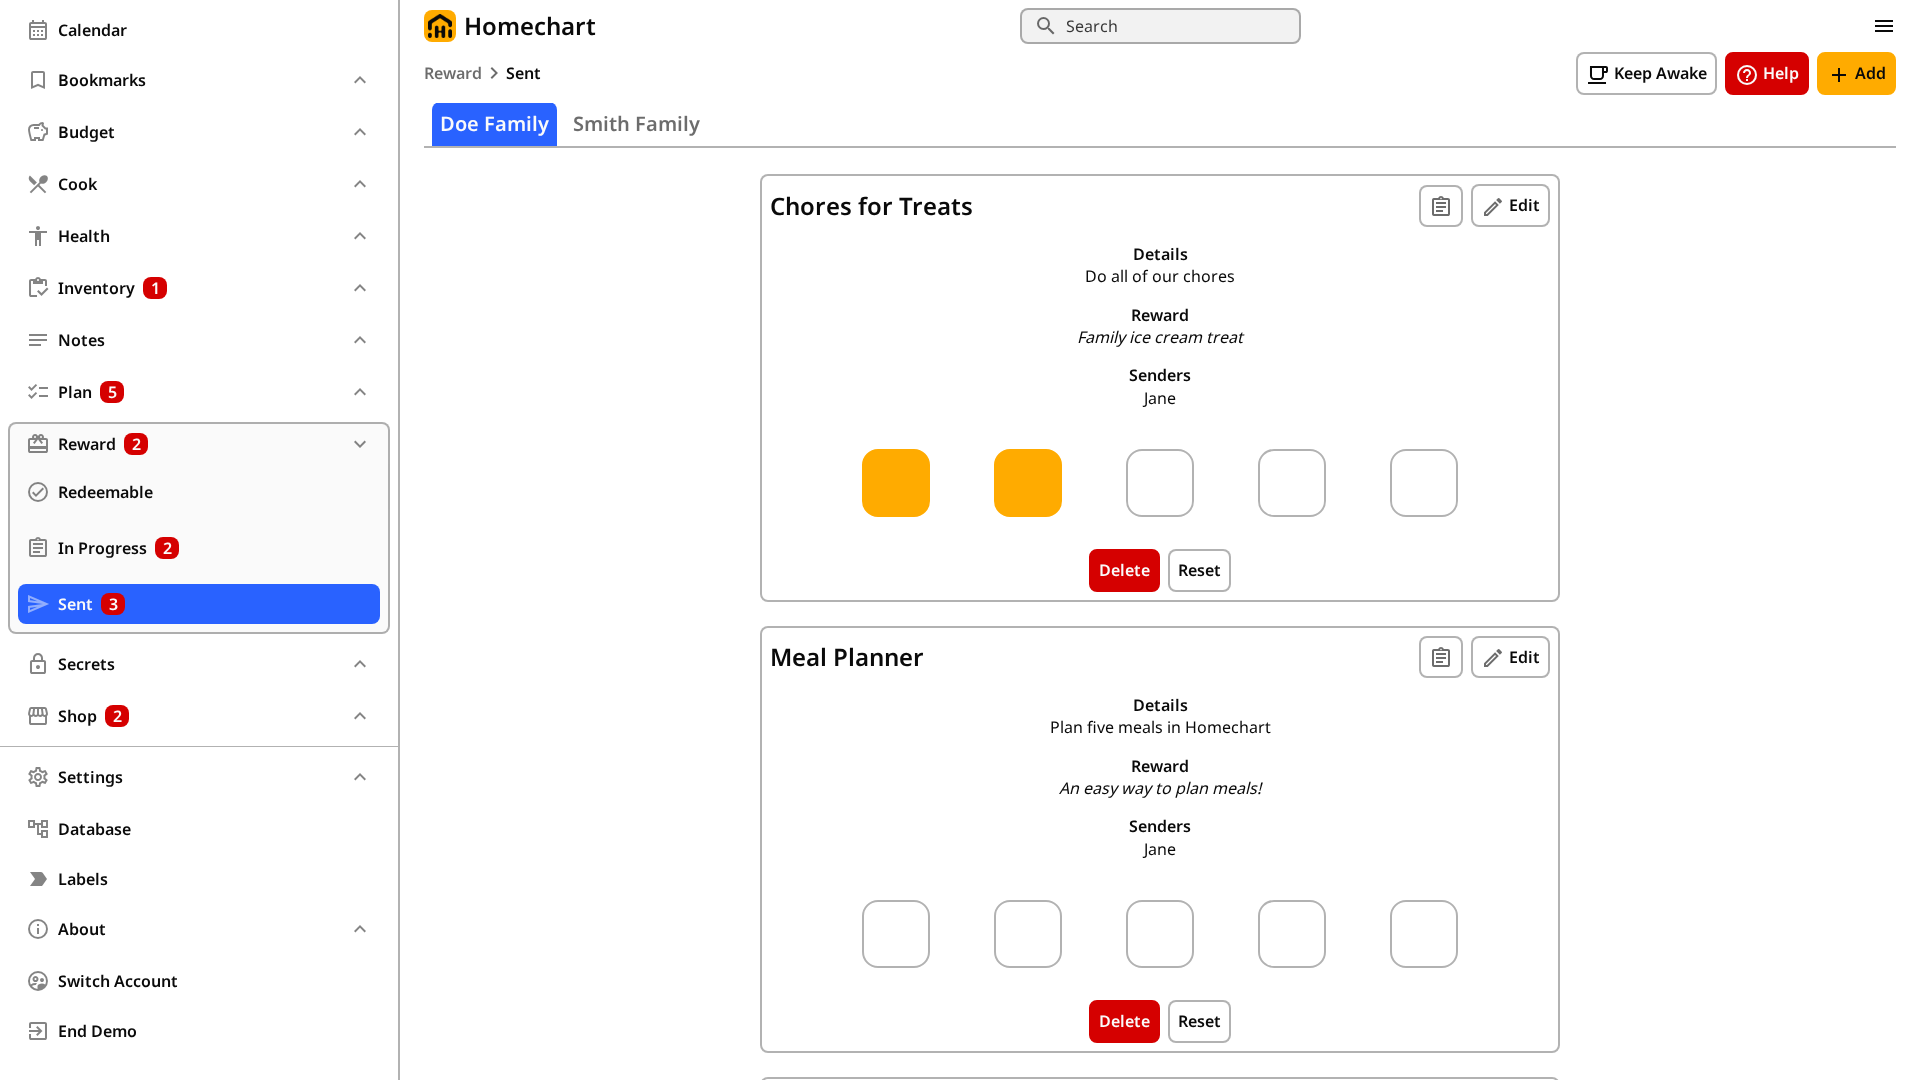 Calendar
Bookmarks
Budget
Cook
Health
Inventory 1
Notes
Plan 5
Reward 2
Redeemable
In Progress 2
Sent 3
Secrets
Shop 2
Settings
Database
Labels
About
Switch Account
End Demo
Homechart
Search
Reward > Sent
Keep Awake
Help
Add
Doe Family
Smith Family
Chores for Treats
Edit
Details
Do all of our chores
Reward
Family ice cream treat
Senders
Jane
Delete
Reset
Meal Planner
Edit
Details
Plan five meals in Homechart
Reward
An easy way to plan meals!
Senders
Jane
Delete
Reset